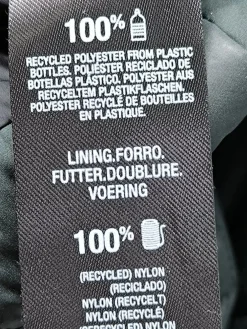 100%
RECYCLED POLYESTER FROM PLASTIC
BOTTLES. POLIÉSTER RECICLADO DE
BOTELLAS PLÁSTICO. POLYESTER AUS
RECYCELTEM PLASTIKFLASCHEN.
POLYESTER RECYCLÉ DE BOUTEILLES
EN PLASTIQUE.
LINING.FORRO.
FUTTER.DOUBLURE.
VOERING
100%
(RECYCLED) NYLON
(RECICLADO)
NYLON (RECYCELT)
NYLON (RECYCLÉ)
NYLON